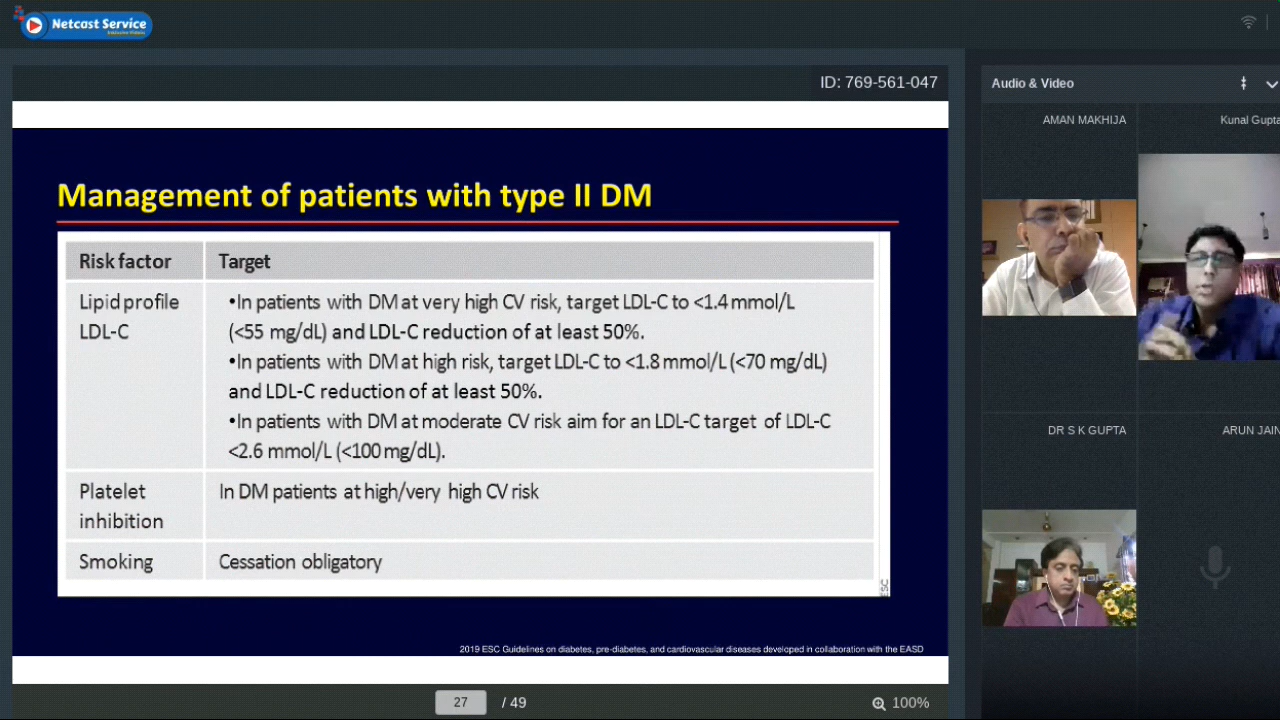 Netcast Service
ID: 769-561-047
Audio & Video
AMAN MAKHIJA
Kunal Gupta
Management of patients with type II DM
Risk factor
Target
Lipid profile
LDL-C
•In patients with DM at very high CV risk, target LDL-C to <1.4 mmol/L
(<55 mg/dL) and LDL-C reduction of at least 50%.
•In patients with DM at high risk, target LDL-C to <1.8 mmol/L (<70 mg/dL)
and LDL-C reduction of at least 50%.
•In patients with DM at moderate CV risk aim for an LDL-C target of LDL-C
<2.6 mmol/L (<100 mg/dL).
Platelet
inhibition
In DM patients at high/very high CV risk
Smoking
Cessation obligatory
ESC
2019 ESC Guidelines on diabetes, pre-diabetes, and cardiovascular diseases developed in collaboration with the EASD
DR S K GUPTA
ARUN JAIN
27 / 49
100%